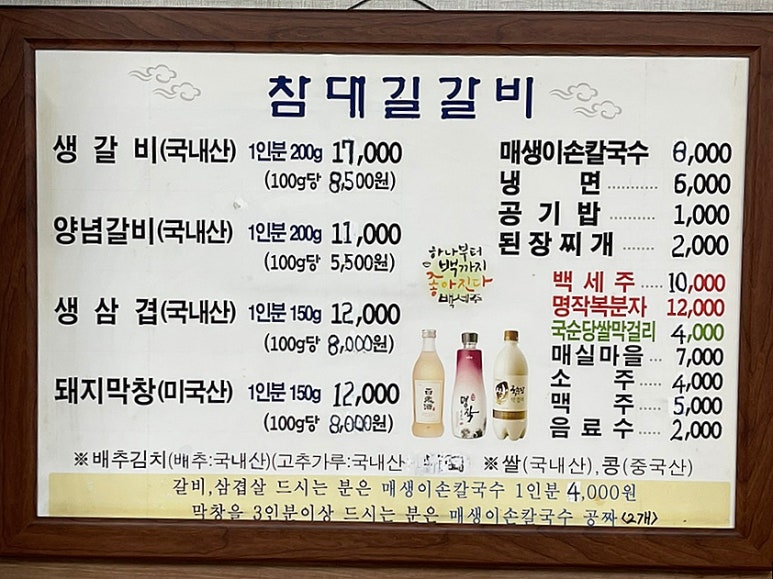 참대길갈비
생 갈 비(국내산) 1인분 200g 17,000
(100g당 8,500원)
양념갈비(국내산) 1인분 200g 11,000
(100g당 5,500원)
생 삼 겹(국내산) 1인분 150g 12,000
(100g당 8,000원)
돼지막창(미국산) 1인분 150g 12,000
(100g당 8,000원)
매생이손칼국수 ,000
냉 면 ............ 6,000
공 기 밥 ......... 1,000
된 장 찌 개 ...... 2,000
하나부터
백까지
좋아진다
백세주
백 세 주 ..... 10,000
명작복분자 12,000
국순당쌀막걸리 4,000
매실마을 ... 7,000
소 주 ..... 4,000
맥 주 ..... 5,000
음 료 수 ... 2,000
명작
※배추김치(배추:국내산)(고추가루:국내산 ※쌀(국내산),콩(중국산)
갈비,삼겹살 드시는 분은 매생이손칼국수 1인분 4,000원
막창을 3인분이상 드시는 분은 매생이손칼국수 공짜(2개)